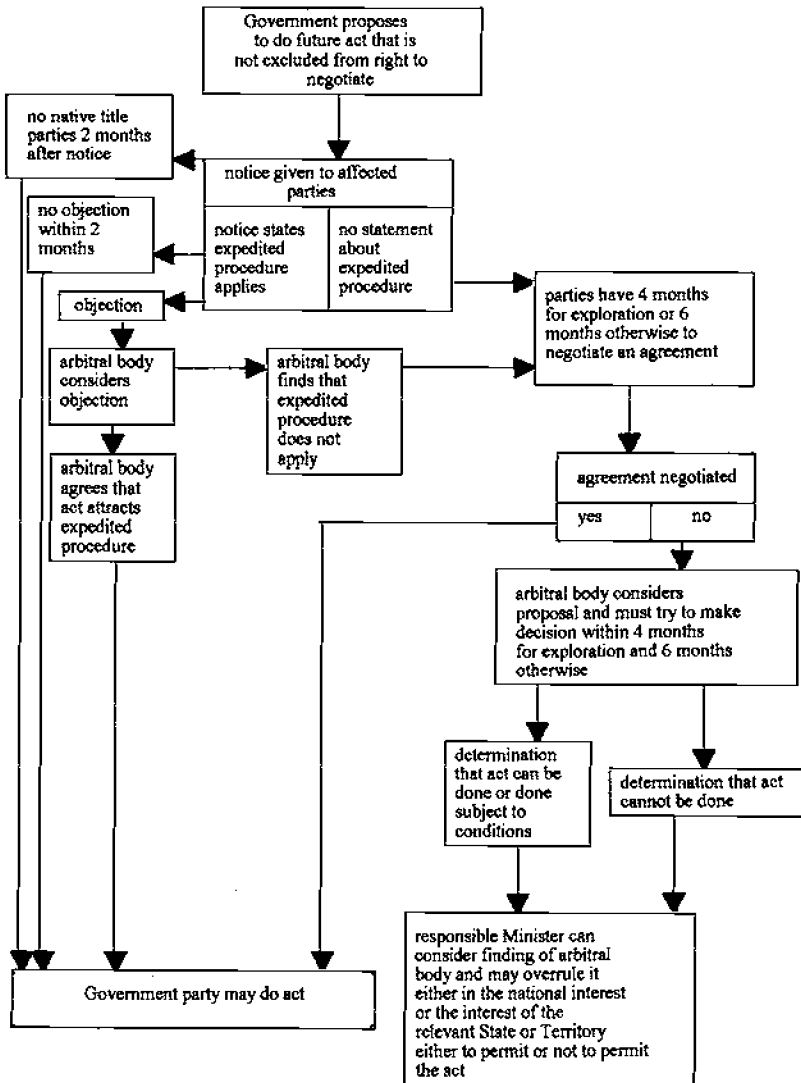 Government proposes
to do future act that is
not excluded from right to
negotiate
no native title
parties 2 months
after notice
notice given to affected
parties
no objection
within 2
months
notice states
expedited
procedure
applies
no statement
about
expedited
procedure
objection
parties have 4 months
for exploration or 6
months otherwise to
negotiate an agreement
arbitral body
considers
objection
arbitral body
finds that
expedited
procedure
does not
apply
arbitral body
agrees that
act attracts
expedited
procedure
agreement negotiated
yes
no
arbitral body considers
proposal and must try to make
decision within 4 months
for exploration and 6 months
otherwise
determination
that act can be
done or done
subject to
conditions
determination that act
cannot be done
responsible Minister can
consider finding of arbitral
body and may overrule it
either in the national interest
or the interest of the
relevant State or Territory
either to permit or not to permit
the act
Government party may do act